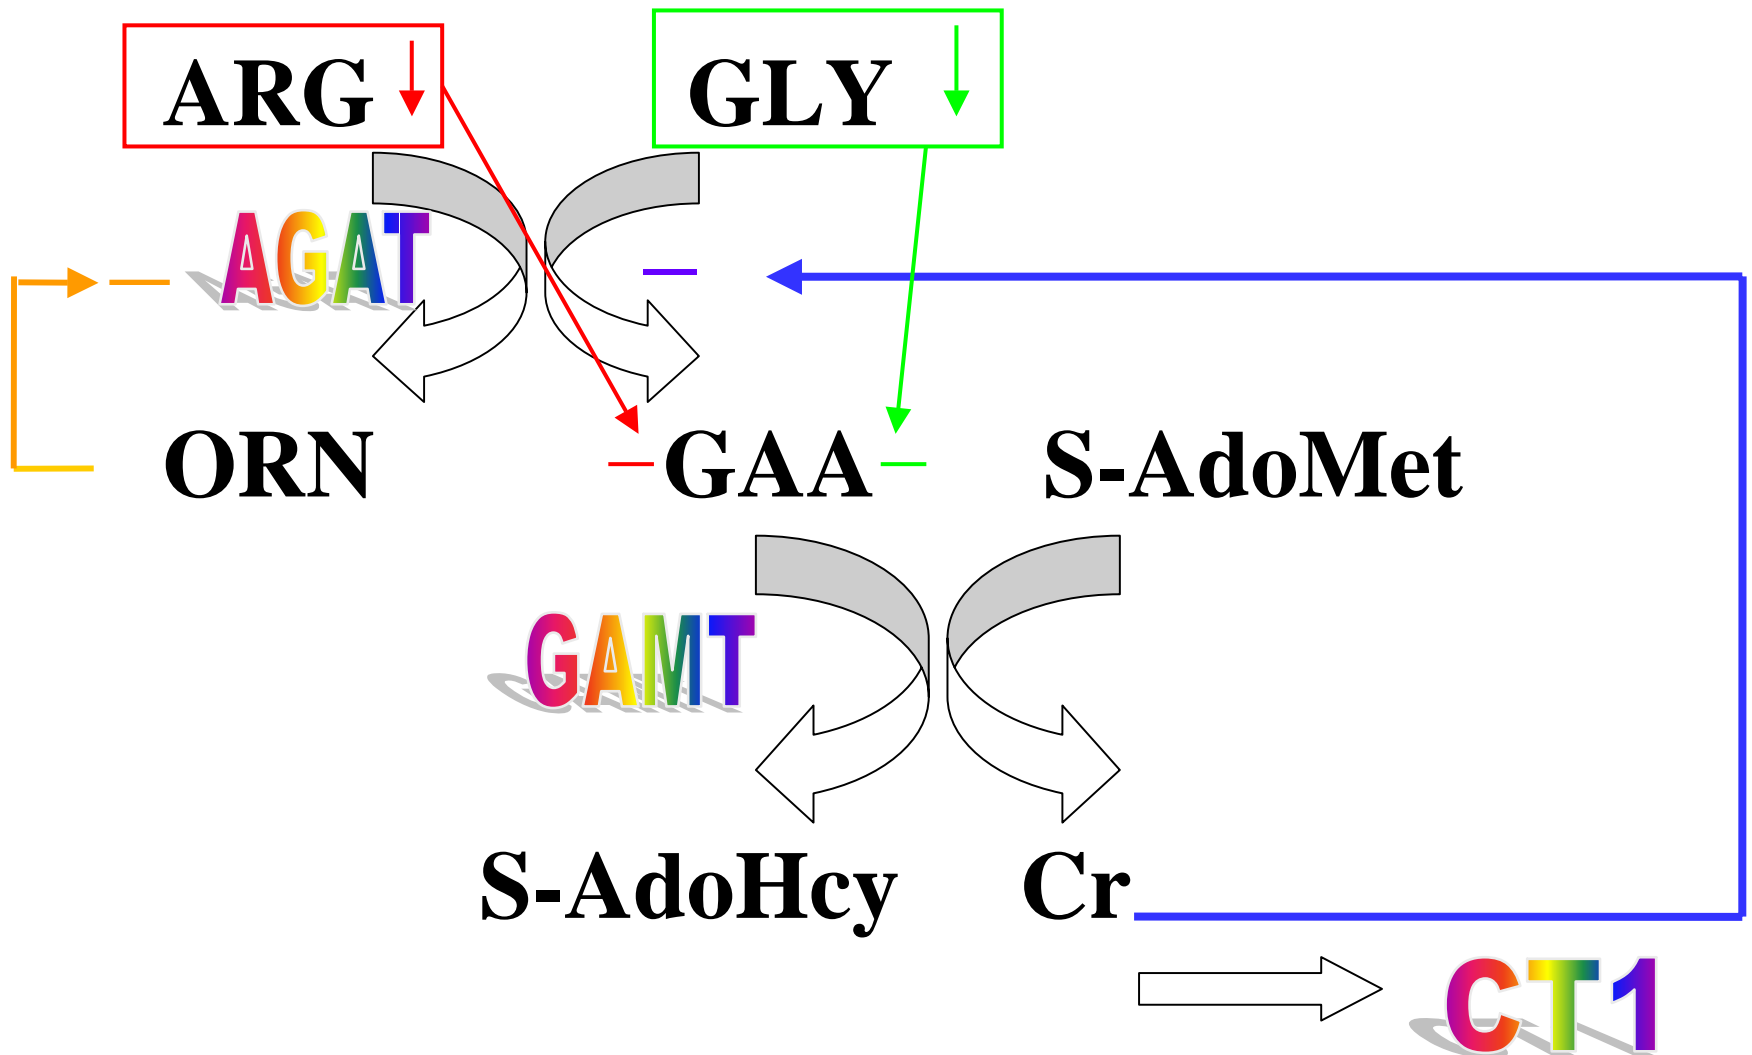 ARG ↓ GLY ↓
AGAT
ORN GAA S-AdoMet
GAMT
S-AdoHcy Cr
CT1